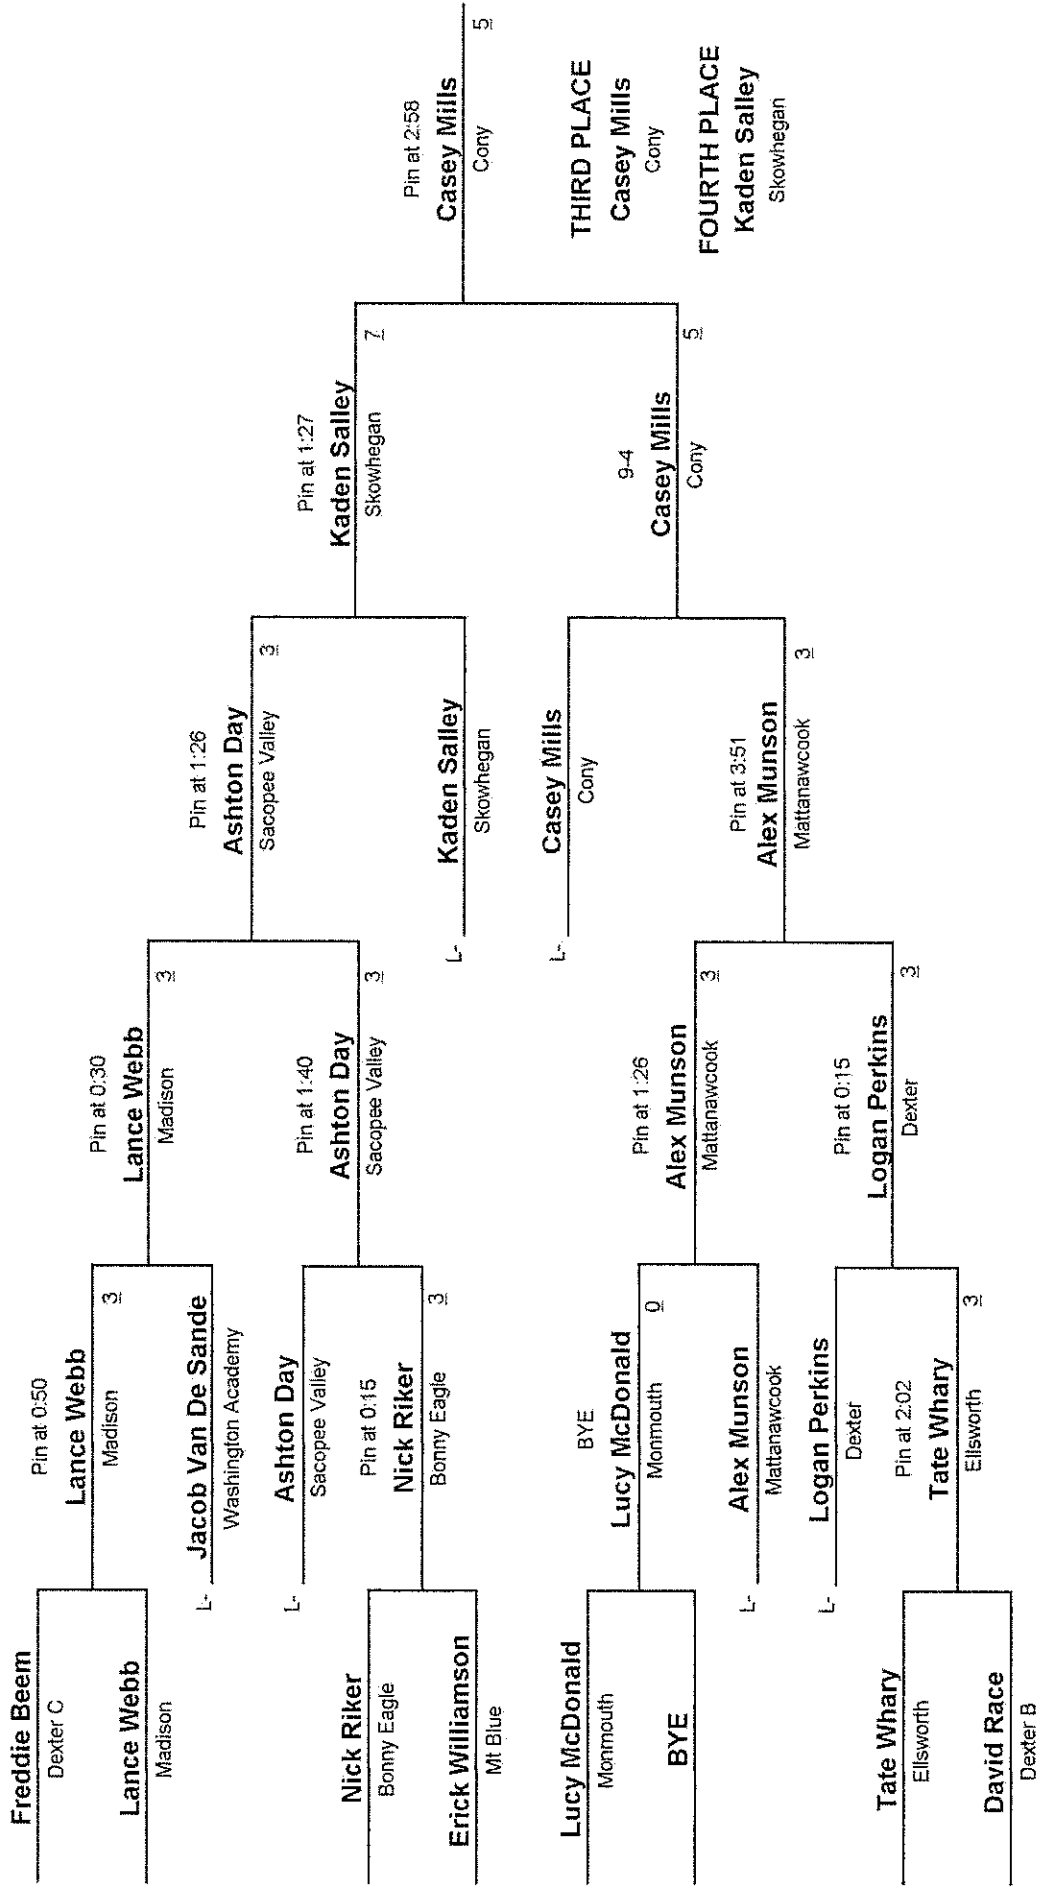 Freddie Beem
Dexter C
Lance Webb
Madison
Nick Riker
Bonny Eagle
Erick Williamson
Mt Blue
Lucy McDonald
Monmouth
BYE
Tate Whary
Ellsworth
David Race
Dexter B
Pin at 0:50
Lance Webb
Madison
3
L-
Jacob Van De Sande
Washington Academy
L-
Ashton Day
Sacopee Valley
Pin at 0:15
Nick Riker
Bonny Eagle
3
BYE
Lucy McDonald
Monmouth
0
L-
Alex Munson
Mattanawcook
L-
Logan Perkins
Dexter
Pin at 2:02
Tate Whary
Ellsworth
3
Pin at 0:30
Lance Webb
Madison
3
Pin at 1:40
Ashton Day
Sacopee Valley
3
Pin at 1:26
Alex Munson
Mattanawcook
3
Pin at 0:15
Logan Perkins
Dexter
3
Pin at 1:26
Ashton Day
Sacopee Valley
3
L-
Kaden Salley
Skowhegan
L-
Casey Mills
Cony
Pin at 3:51
Alex Munson
Mattanawcook
3
Pin at 1:27
Kaden Salley
Skowhegan
7
9-4
Casey Mills
Cony
5
Pin at 2:58
Casey Mills
Cony
5
THIRD PLACE
Casey Mills
Cony
FOURTH PLACE
Kaden Salley
Skowhegan